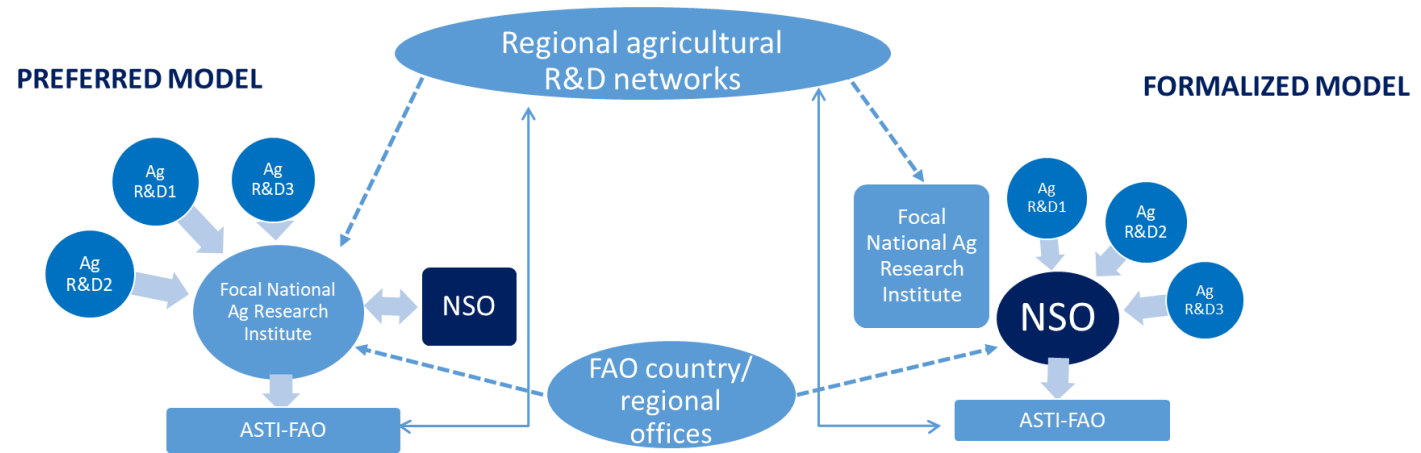 Regional agricultural
R&D networks
PREFERRED MODEL
FORMALIZED MODEL
Ag
R&D1
Ag
R&D3
Ag
R&D2
Focal National
Ag Research
Institute
NSO
ASTI-FAO
FAO country/
regional
offices
Focal
National Ag
Research
Institute
Ag
R&D1
Ag
R&D2
Ag
R&D3
NSO
ASTI-FAO